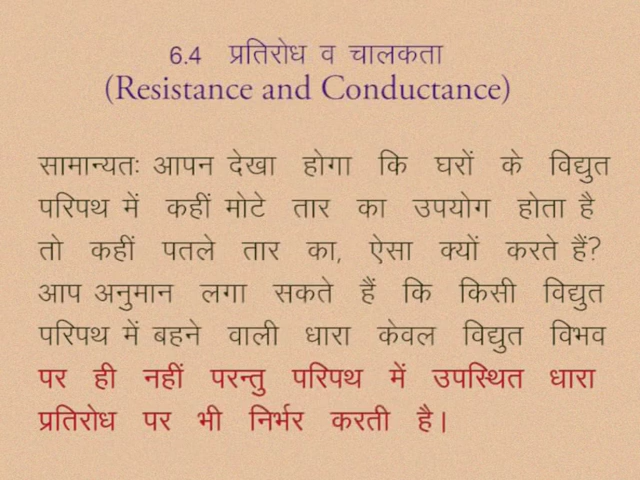 6.4 प्रतिरोध व चालकता
(Resistance and Conductance)
सामान्यतः आपन देखा होगा कि घरों के विद्युत
परिपथ में कहीं मोटे तार का उपयोग होता है
तो कहीं पतले तार का, ऐसा क्यों करते हैं?
आप अनुमान लगा सकते हैं कि किसी विद्युत
परिपथ में बहने वाली धारा केवल विद्युत विभव
पर ही नहीं परन्तु परिपथ में उपस्थित धारा
प्रतिरोध पर भी निर्भर करती है।